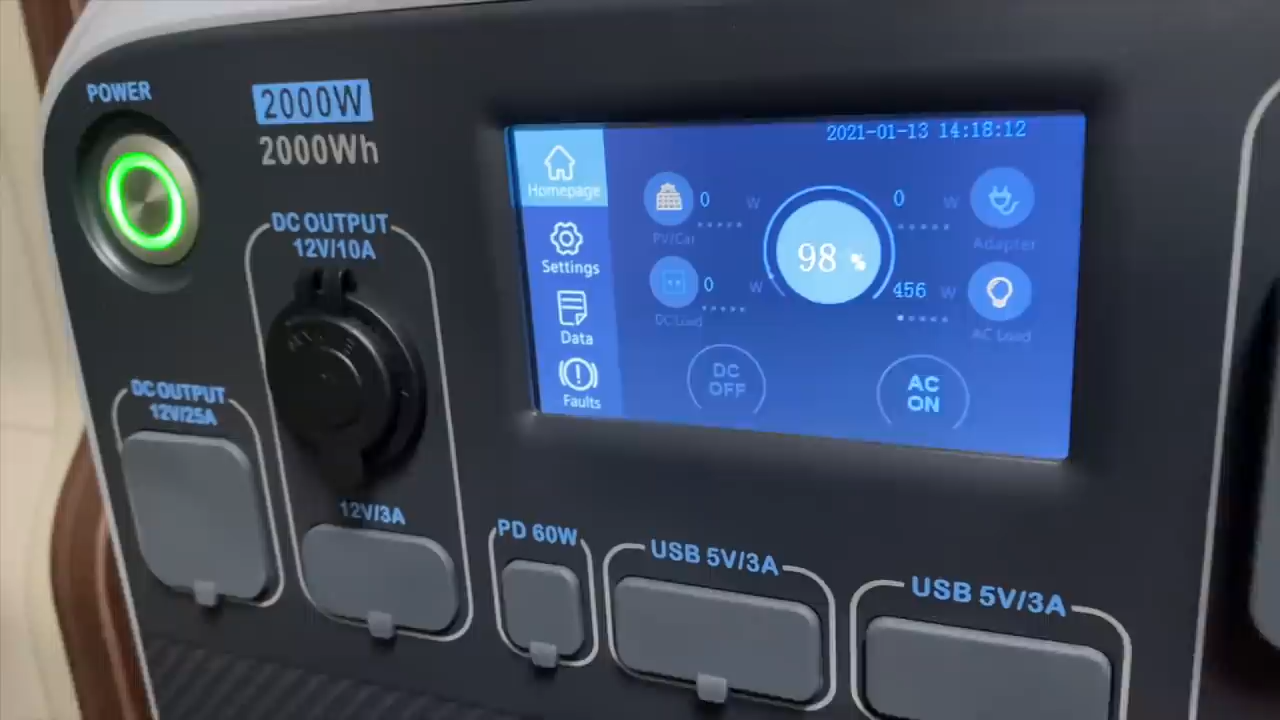 POWER
2000W
2000Wh
DC OUTPUT
12V/10A
DC OUTPUT
12V/25A
12V/3A
PD 60W
USB 5V/3A
USB 5V/3A
2021-01-13 14:18:12
Homepage
Settings
Data
Faults
0 W
PV/Car
0 W
DC Load
98 %
0 W
Adapter
456 W
AC Load
DC
OFF
AC
ON